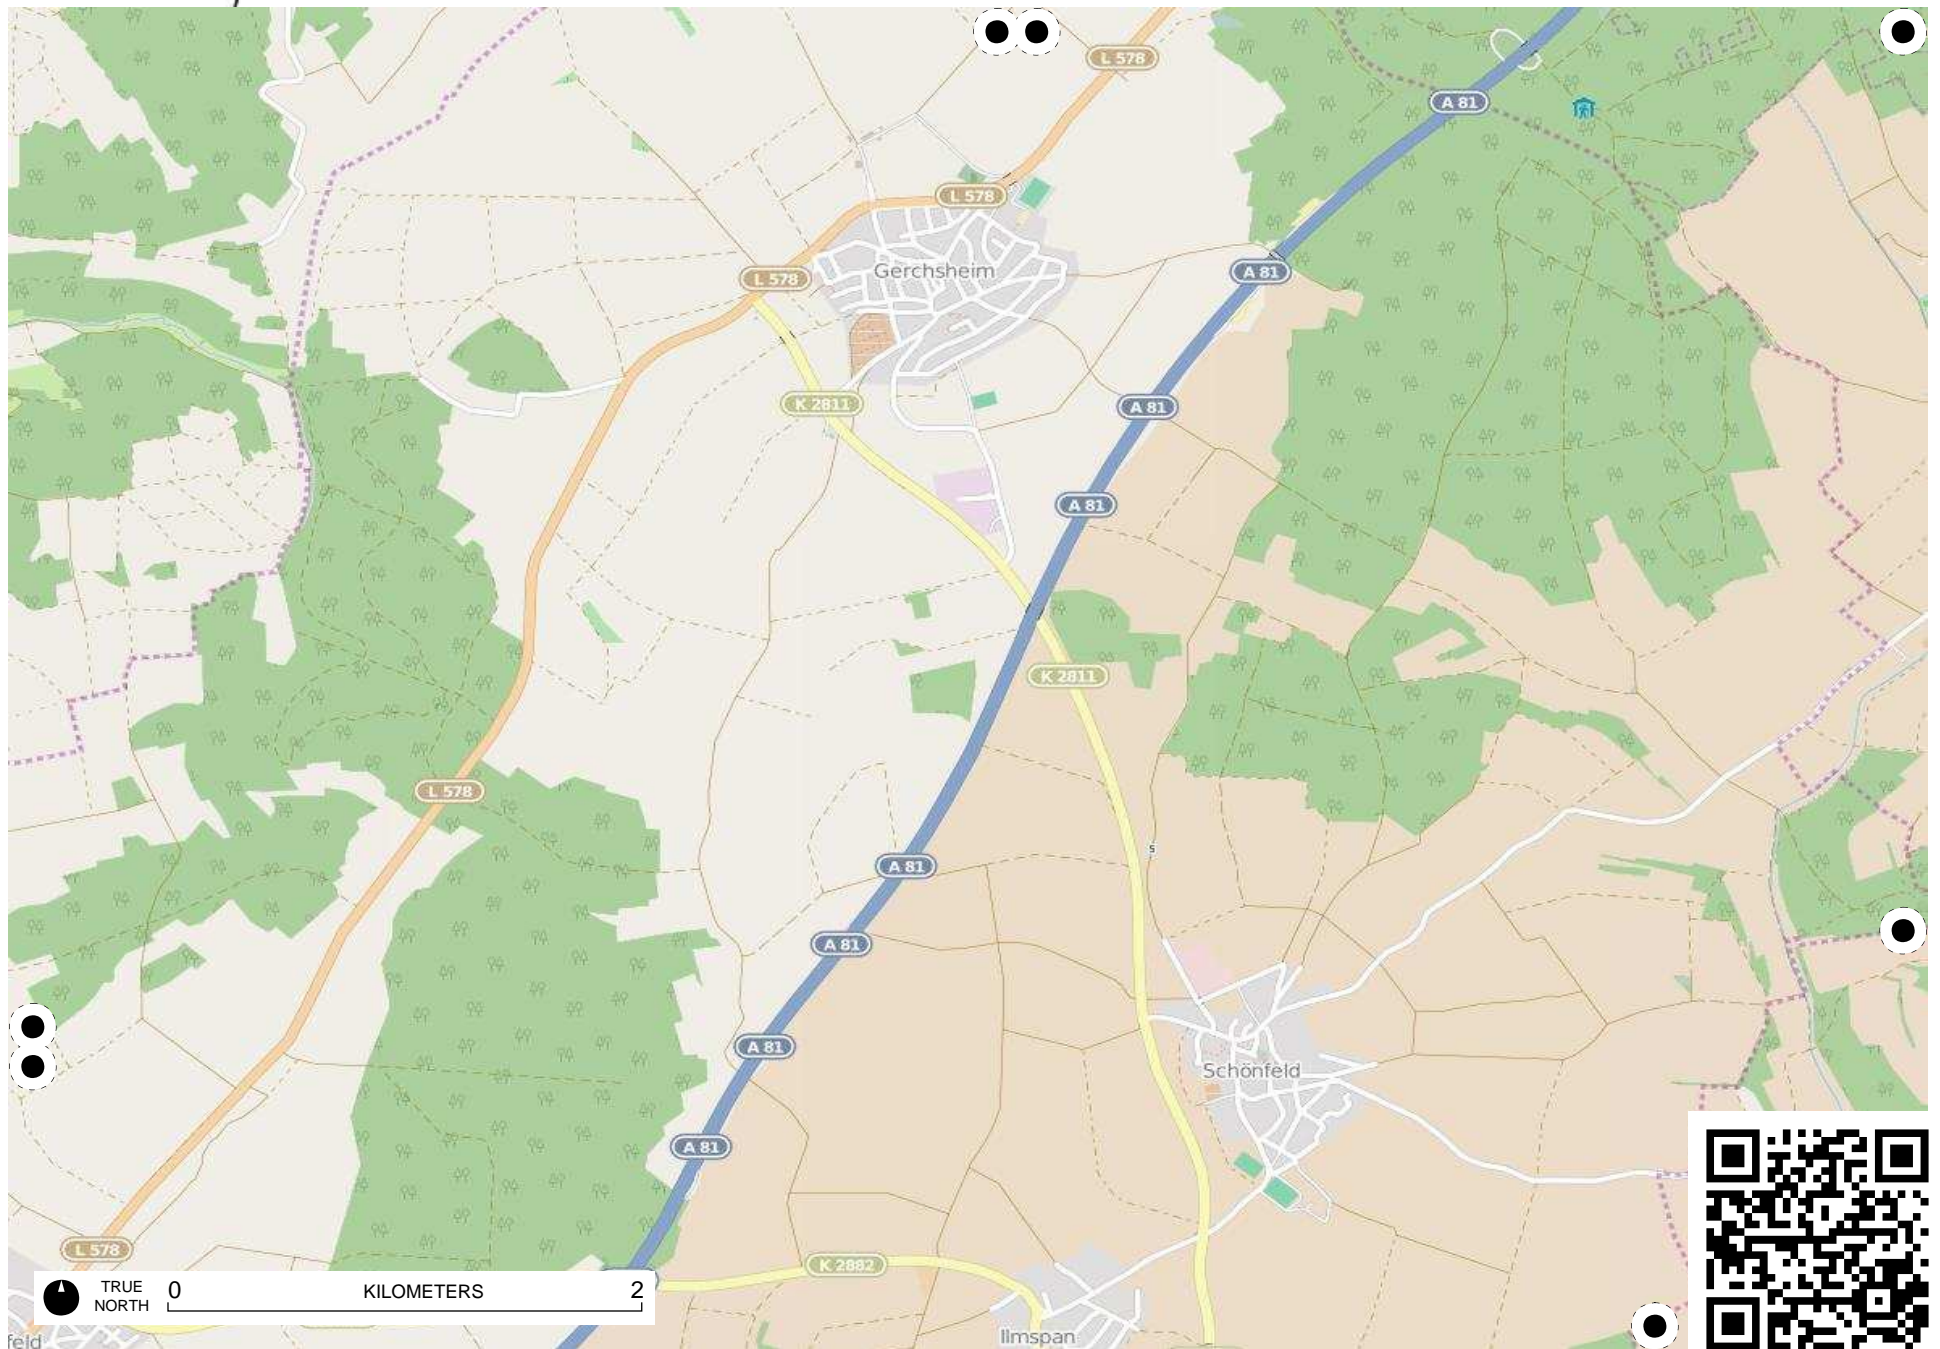 L 578
A 81
L 578
Gerchsheim
A 81
L 578
K 2811
A 81
A 81
K 2811
L 578
s
A 81
A 81
A 81
Schönfeld
A 81
L 578
K 2882
TRUE
NORTH
0 KILOMETERS 2
Ilmspan
feld